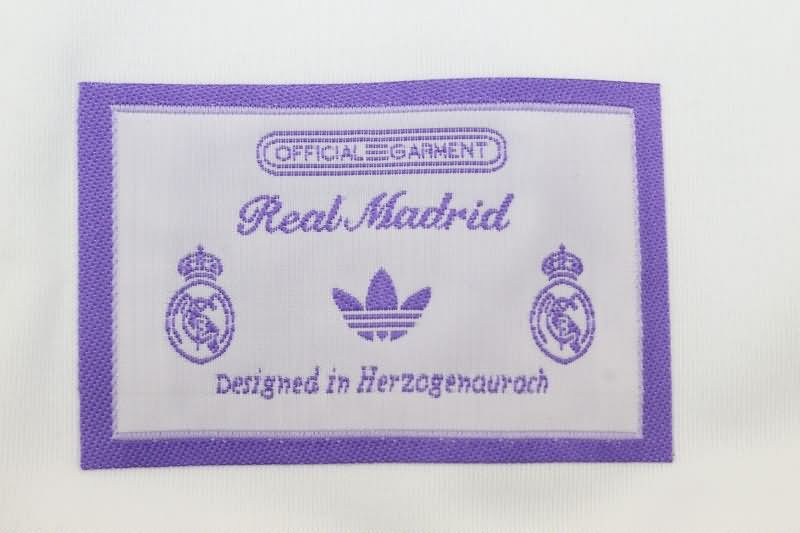 OFFICIAL GARMENT
Real Madrid
Designed in Herzogenaurach